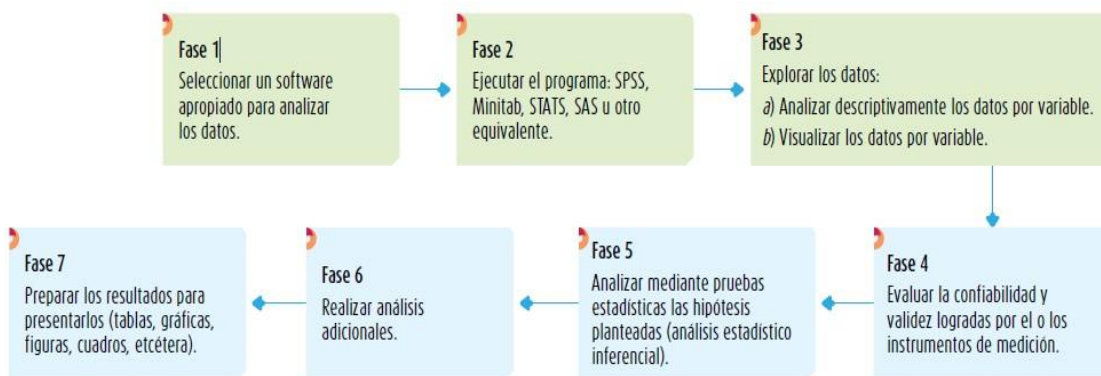 Fase 1
Seleccionar un software
apropiado para analizar
los datos.
Fase 2
Ejecutar el programa: SPSS,
Minitab, STATS, SAS u otro
equivalente.
Fase 3
Explorar los datos:
a) Analizar descriptivamente los datos por variable.
b) Visualizar los datos por variable.
Fase 4
Evaluar la confiabilidad y
validez logradas por el o los
instrumentos de medición.
Fase 5
Analizar mediante pruebas
estadísticas las hipótesis
planteadas (análisis estadístico
inferencial).
Fase 6
Realizar análisis
adicionales.
Fase 7
Preparar los resultados para
presentarlos (tablas, gráficas,
figuras, cuadros, etcétera).